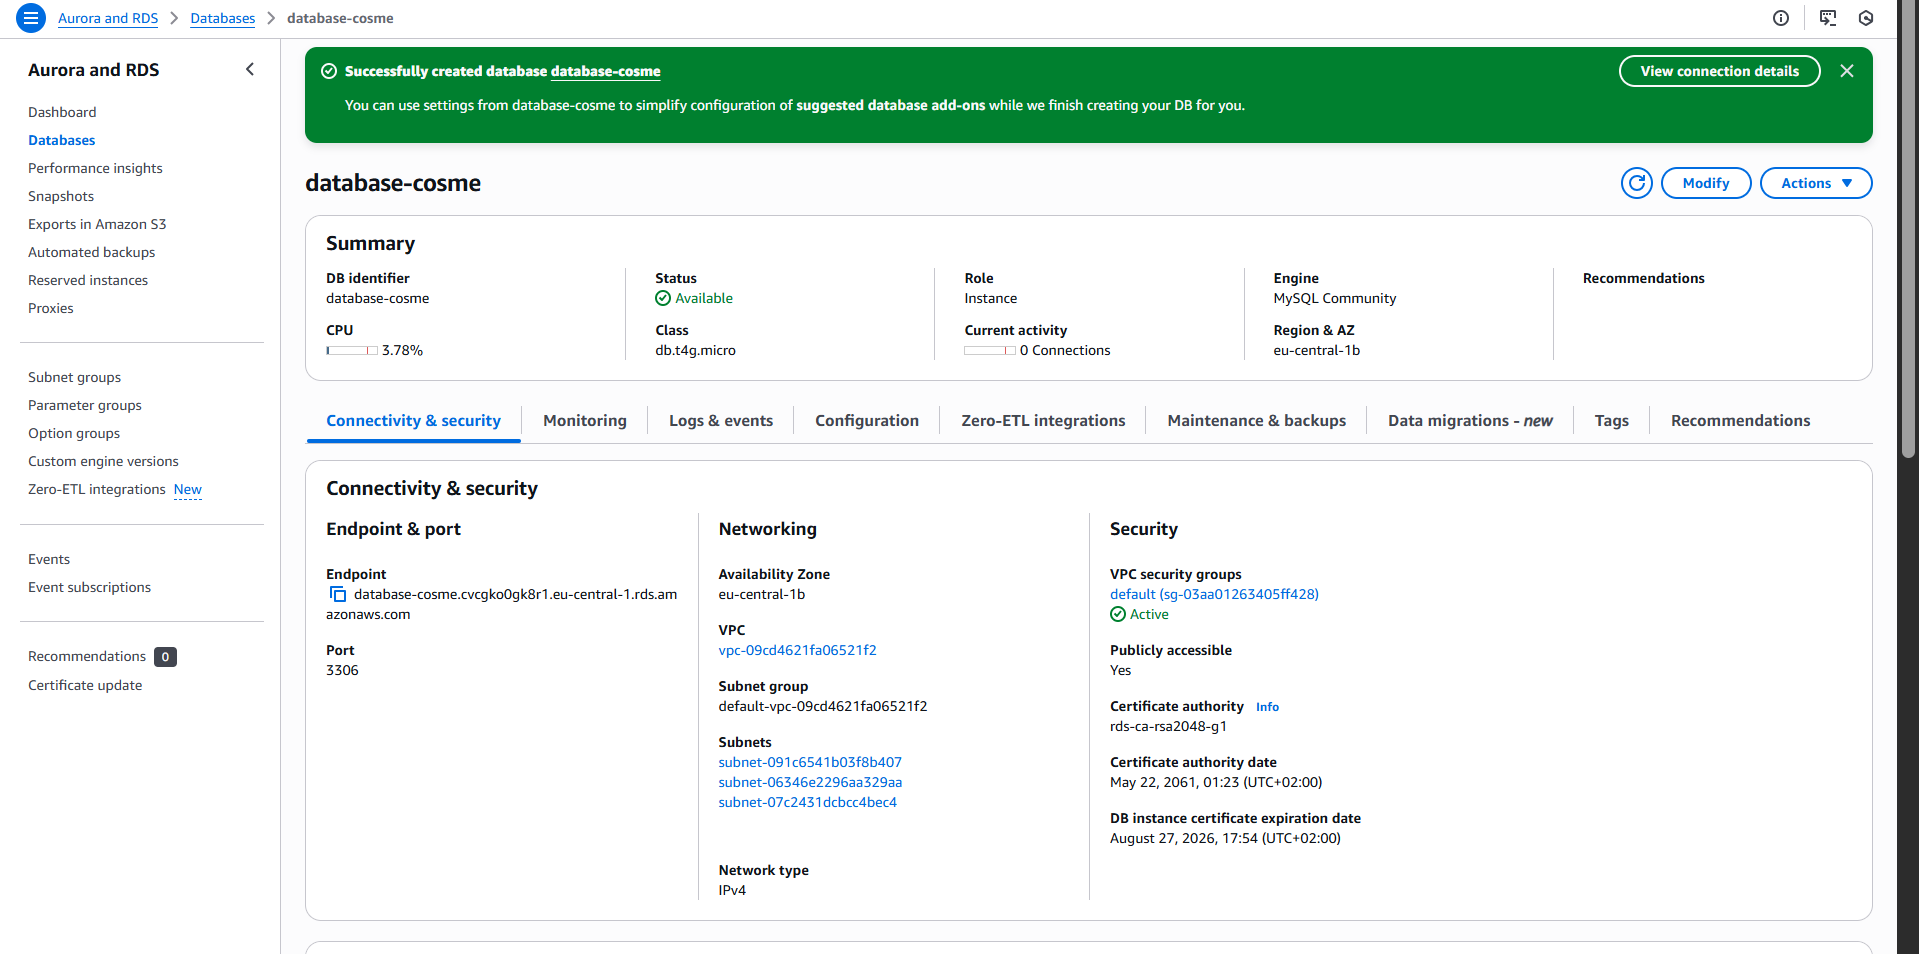 Aurora and RDS > Databases > database-cosme
Aurora and RDS
Dashboard
Databases
Performance insights
Snapshots
Exports in Amazon S3
Automated backups
Reserved instances
Proxies
Subnet groups
Parameter groups
Option groups
Custom engine versions
Zero-ETL integrations New
Events
Event subscriptions
Recommendations 0
Certificate update
Successfully created database database-cosme
You can use settings from database-cosme to simplify configuration of suggested database add-ons while we finish creating your DB for you.
View connection details
database-cosme
Modify
Actions
Summary
DB identifier
database-cosme
CPU
3.78%
Status
Available
Class
db.t4g.micro
Role
Instance
Current activity
0 Connections
Engine
MySQL Community
Region & AZ
eu-central-1b
Recommendations
Connectivity & security
Monitoring
Logs & events
Configuration
Zero-ETL integrations
Maintenance & backups
Data migrations - new
Tags
Recommendations
Connectivity & security
Endpoint & port
Endpoint
database-cosme.cvcgko0gk8r1.eu-central-1.rds.am
azonaws.com
Port
3306
Networking
Availability Zone
eu-central-1b
VPC
vpc-09cd4621fa06521f2
Subnet group
default-vpc-09cd4621fa06521f2
Subnets
subnet-091c6541b03f8b407
subnet-06346e2296aa329aa
subnet-07c2431dcbcc4bec4
Network type
IPv4
Security
VPC security groups
default (sg-03aa01263405ff428)
Active
Publicly accessible
Yes
Certificate authority Info
rds-ca-rsa2048-g1
Certificate authority date
May 22, 2061, 01:23 (UTC+02:00)
DB instance certificate expiration date
August 27, 2026, 17:54 (UTC+02:00)